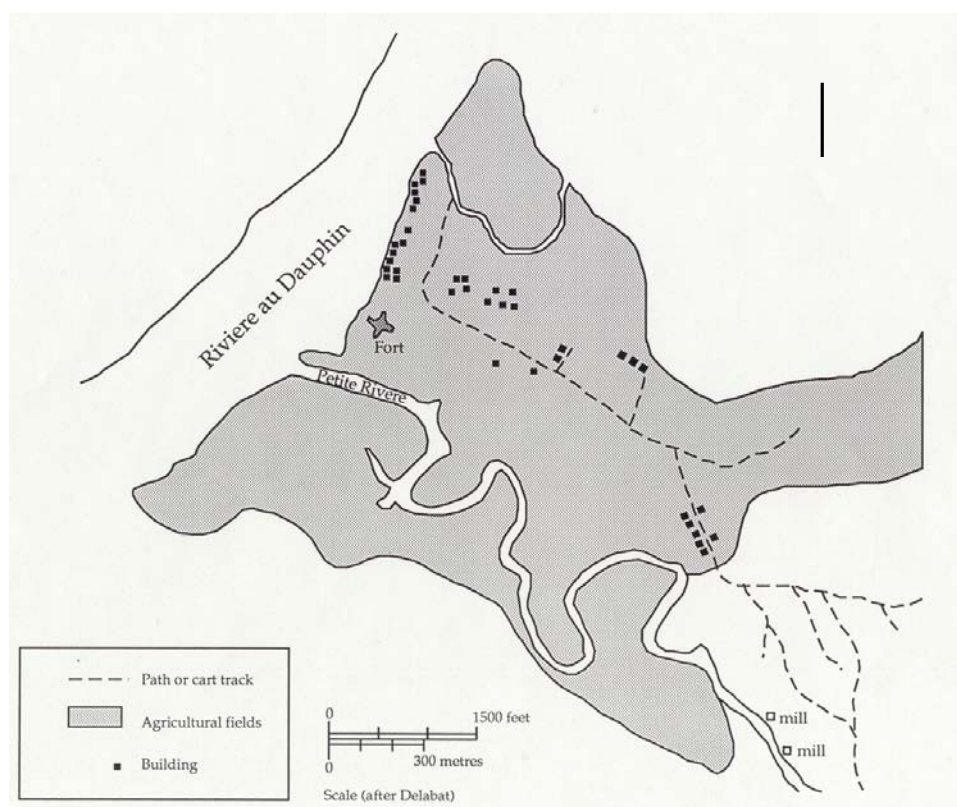 Riviere au Dauphin
Fort
Petite Rivere
mill
mill
Path or cart track
Agricultural fields
Building
0 1500 feet
0 300 metres
Scale (after Delabat)